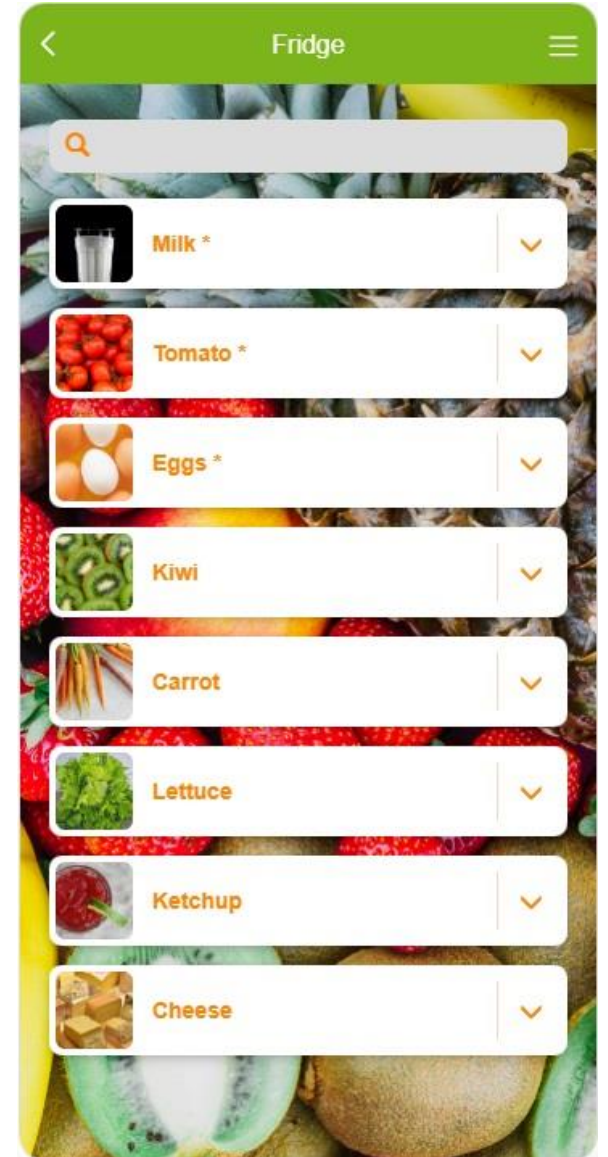 Fridge
Milk *
Tomato *
Eggs *
Kiwi
Carrot
Lettuce
Ketchup
Cheese